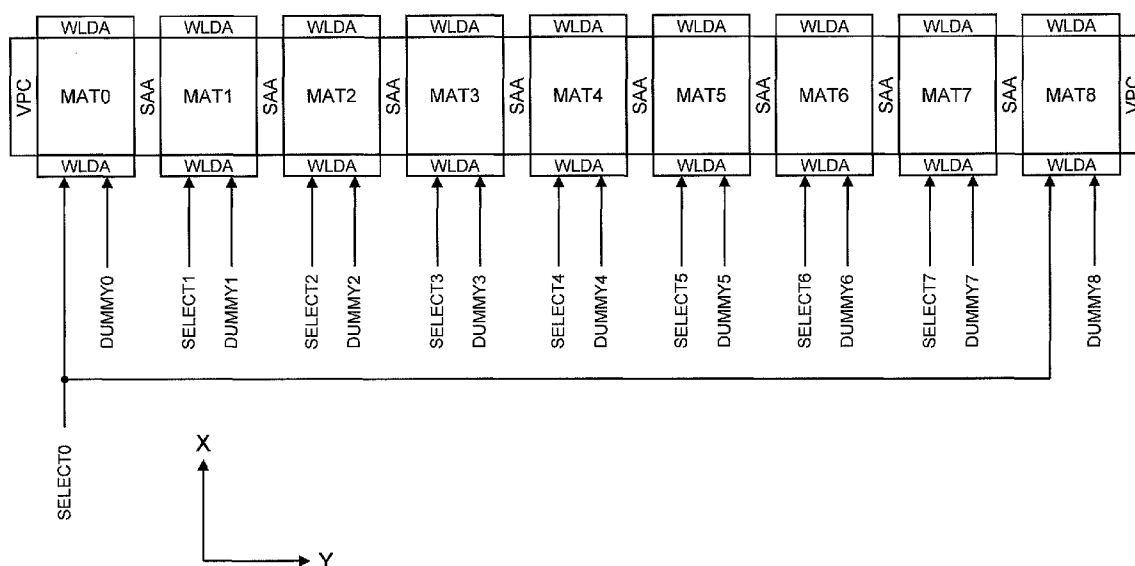 WLDA WLDA WLDA WLDA WLDA WLDA WLDA WLDA WLDA
VPC MAT0 SAA MAT1 SAA MAT2 SAA MAT3 SAA MAT4 SAA MAT5 SAA MAT6 SAA MAT7 SAA MAT8 VPC
WLDA WLDA WLDA WLDA WLDA WLDA WLDA WLDA WLDA
DUMMY0 SELECT1 DUMMY1 SELECT2 DUMMY2 SELECT3 DUMMY3 SELECT4 DUMMY4 SELECT5 DUMMY5 SELECT6 DUMMY6 SELECT7 DUMMY7 DUMMY8
SELECT0
X
Y